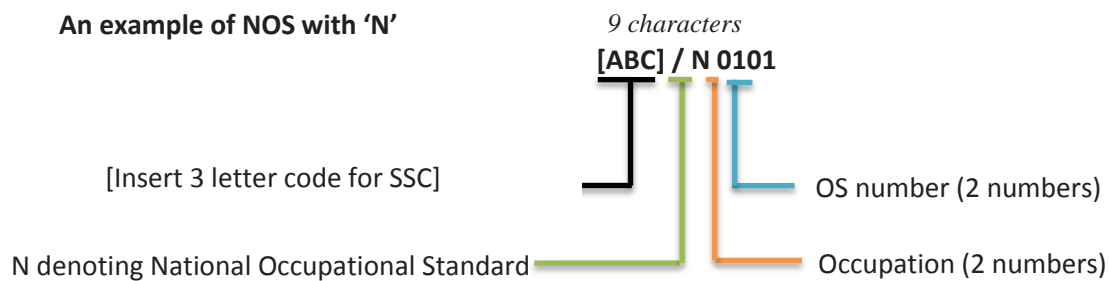 An example of NOS with ‘N’
9 characters
[ABC] / N 0101
[Insert 3 letter code for SSC]
OS number (2 numbers)
N denoting National Occupational Standard
Occupation (2 numbers)